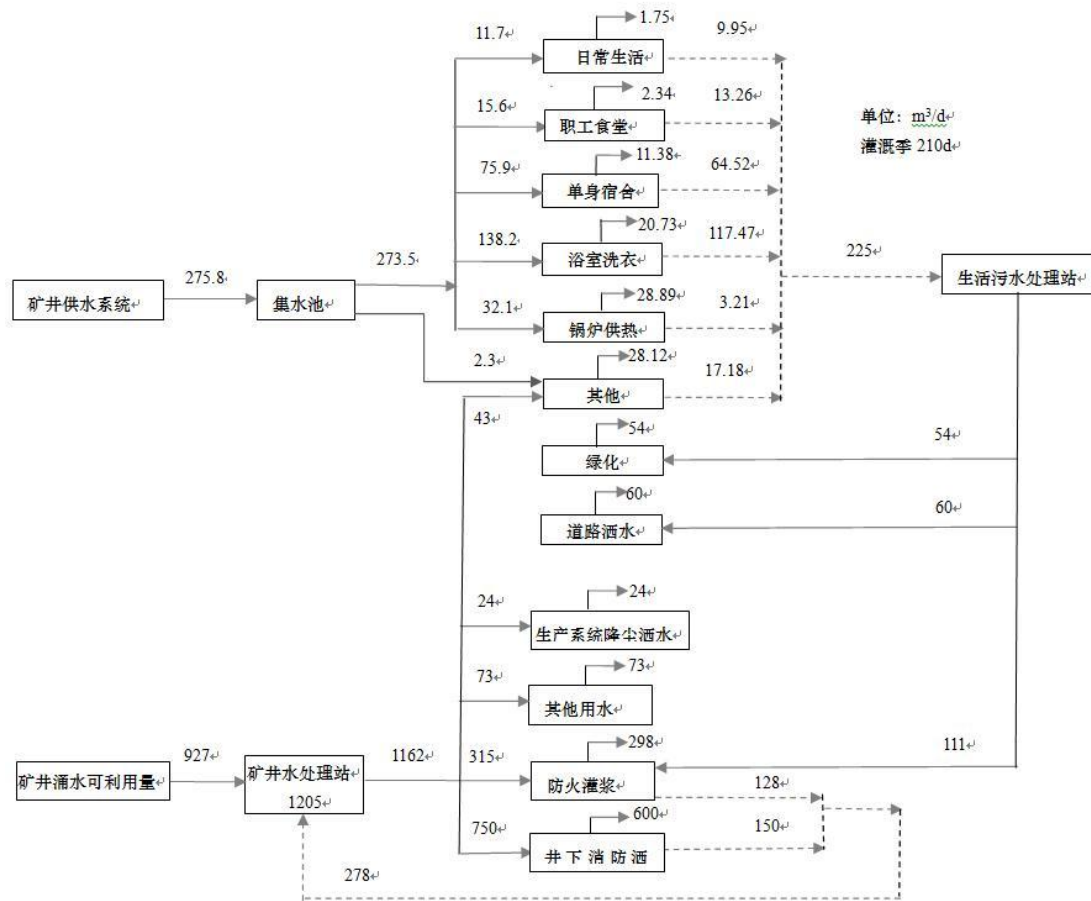 1.75
11.7
9.95
日常生活
2.34
15.6
13.26
职工食堂
单位：m³/d
灌溉季 210d
11.38
75.9
64.52
单身宿舍
20.73
138.2
117.47
浴室洗衣
273.5
275.8
225
矿井供水系统
集水池
生活污水处理站
28.89
32.1
3.21
锅炉供热
28.12
2.3
17.18
其他
43
54
54
绿化
60
60
道路洒水
24
24
生产系统降尘洒水
73
73
其他用水
927
1162
315
298
111
矿井涌水可利用量
矿井水处理站
1205
防火灌浆
128
600
750
150
井下消防洒
278